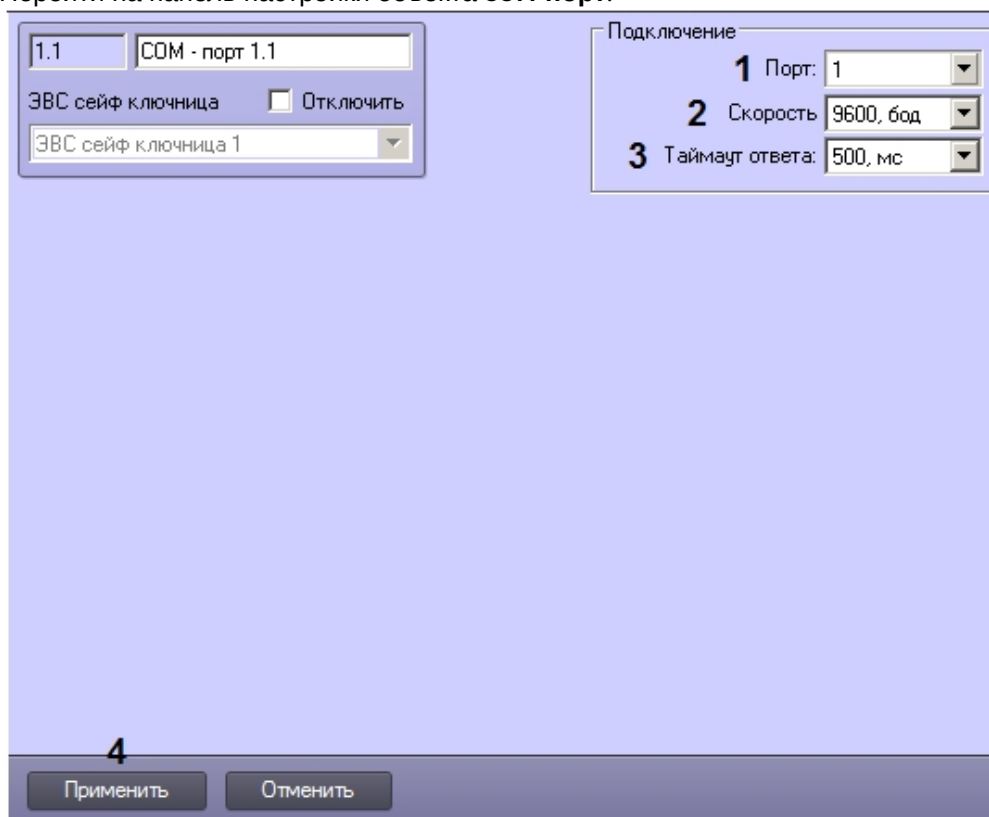 1.1 COM - порт 1.1
ЭВС сейф ключница Отключить
ЭВС сейф ключница 1
Подключение
1 Порт: 1
2 Скорость 9600, бод
3 Таймаут ответа: 500, мс
4
Применить Отменить